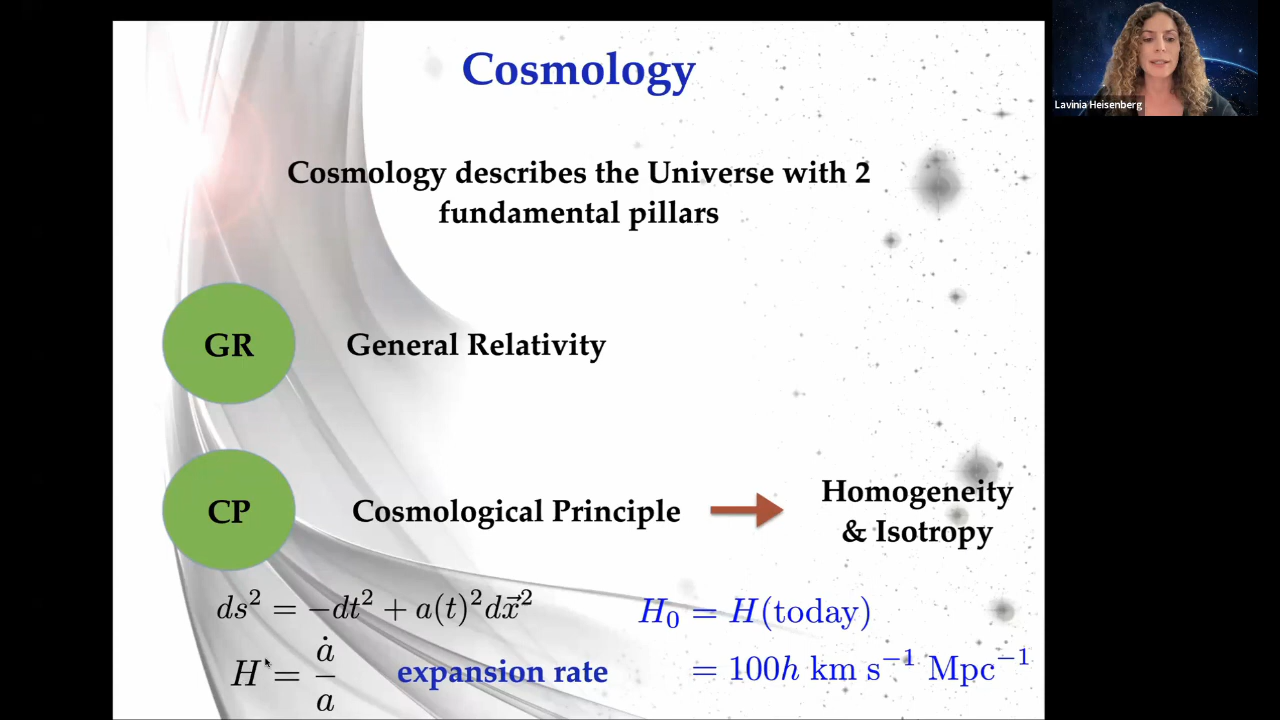 Cosmology
Lavinia Heisenberg
Cosmology describes the Universe with 2
fundamental pillars
GR
General Relativity
CP
Cosmological Principle
Homogeneity
& Isotropy
ds² = −dt² + a(t)²dx⃗²
H₀ = H(today)
H = ȧ/a
expansion rate
= 100h km s⁻¹ Mpc⁻¹